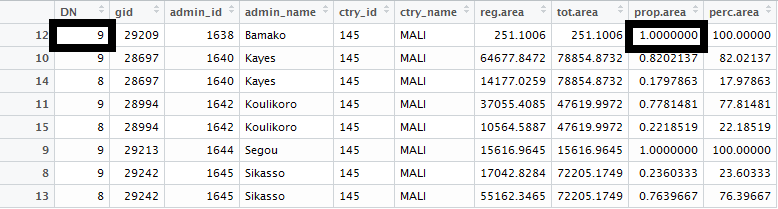 DN gid admin_id admin_name ctry_id ctry_name reg.area tot.area prop.area perc.area
12 9 29209 1638 Bamako 145 MALI 251.1006 251.1006 1.0000000 100.00000
10 9 28697 1640 Kayes 145 MALI 64677.8472 78854.8732 0.8202137 82.02137
14 8 28697 1640 Kayes 145 MALI 14177.0259 78854.8732 0.1797863 17.97863
11 9 28994 1642 Koulikoro 145 MALI 37055.4085 47619.9972 0.7781481 77.81481
15 8 28994 1642 Koulikoro 145 MALI 10564.5887 47619.9972 0.2218519 22.18519
9 9 29213 1644 Segou 145 MALI 15616.9645 15616.9645 1.0000000 100.00000
8 9 29242 1645 Sikasso 145 MALI 17042.8284 72205.1749 0.2360333 23.60333
13 8 29242 1645 Sikasso 145 MALI 55162.3465 72205.1749 0.7639667 76.39667